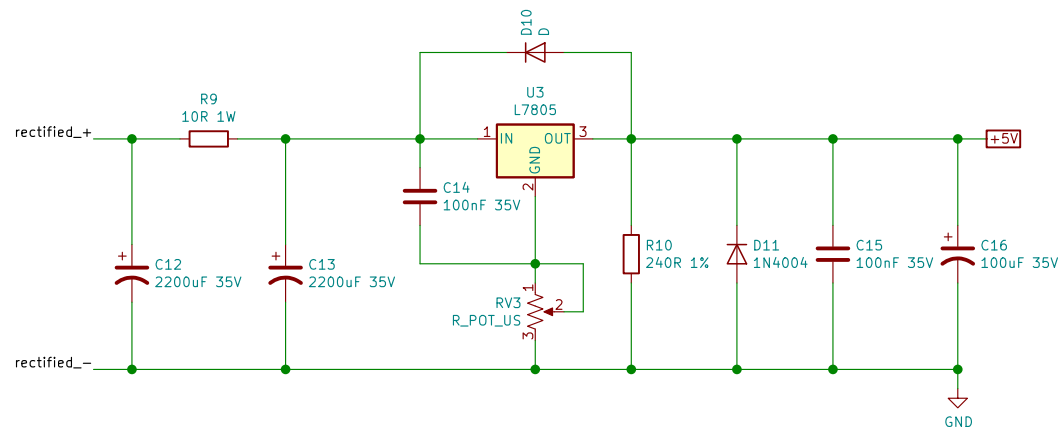 D10
D
R9
10R 1W
U3
L7805
rectified_+
1
IN
OUT
3
+5V
GND
2
C14
100nF 35V
C12
2200uF 35V
C13
2200uF 35V
R10
240R 1%
D11
1N4004
C15
100nF 35V
C16
100uF 35V
+
+
+
1
RV3
R_POT_US
2
3
rectified_-
GND